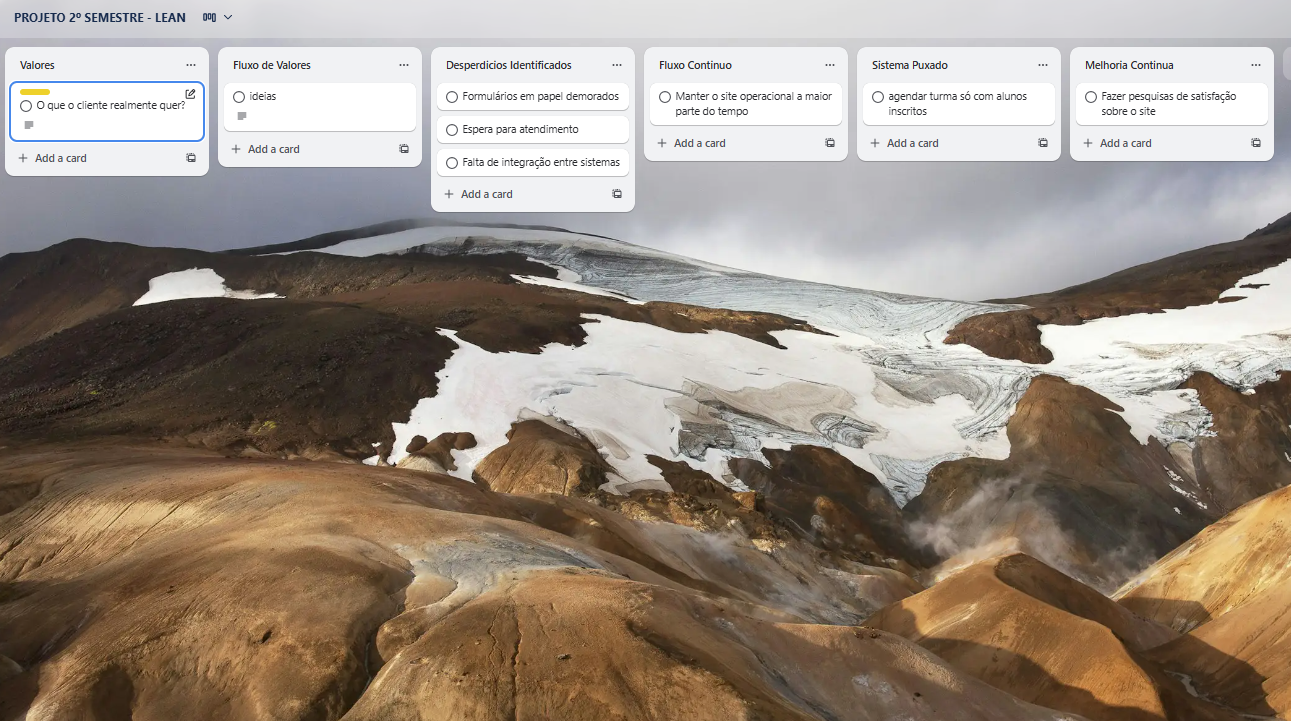 PROJETO 2º SEMESTRE - LEAN
Valores
O que o cliente realmente quer?
Add a card
Fluxo de Valores
ideias
Add a card
Desperdicios Identificados
Formulários em papel demorados
Espera para atendimento
Falta de integração entre sistemas
Add a card
Fluxo Continuo
Manter o site operacional a maior
parte do tempo
Add a card
Sistema Puxado
agendar turma só com alunos
inscritos
Add a card
Melhoria Continua
Fazer pesquisas de satisfação
sobre o site
Add a card